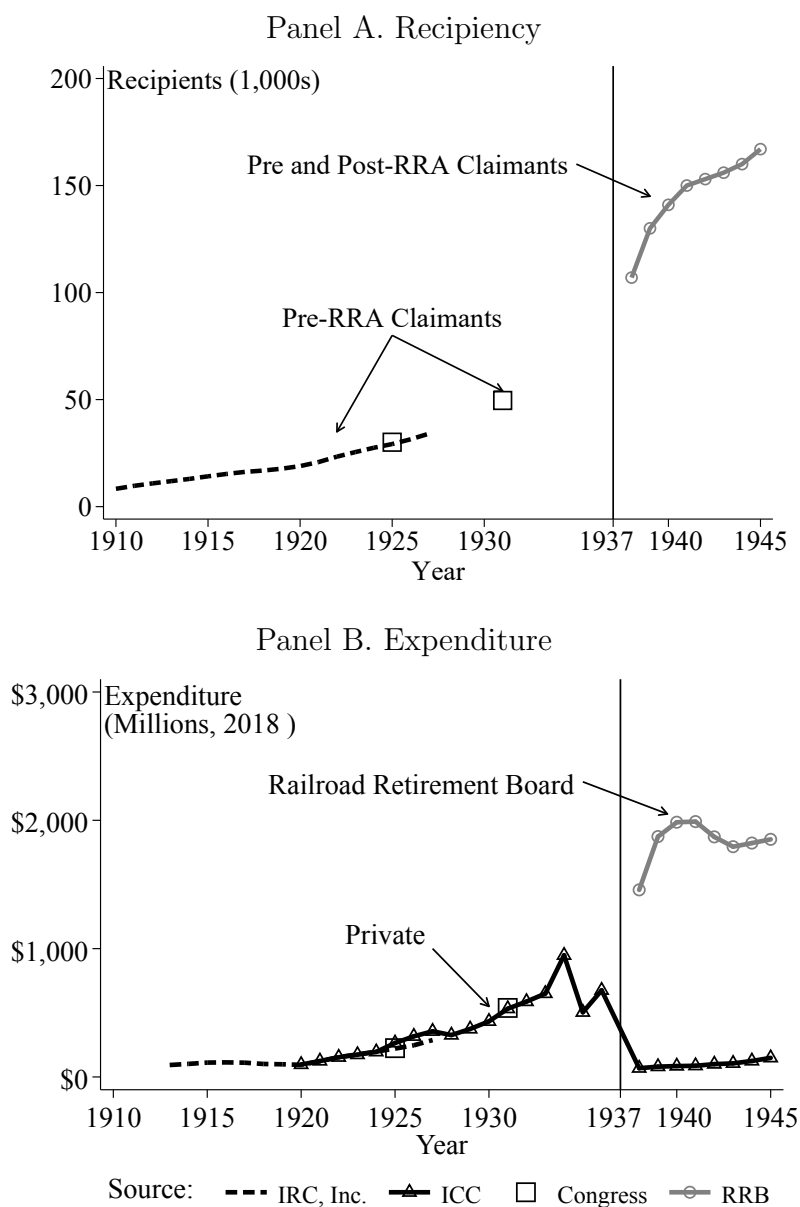 Panel A. Recipiency
Recipients (1,000s)
200
150
100
50
0
Pre and Post-RRA Claimants
Pre-RRA Claimants
1910 1915 1920 1925 1930 1937 1940 1945
Year
Panel B. Expenditure
Expenditure
(Millions, 2018 )
$3,000
$2,000
$1,000
$0
Railroad Retirement Board
Private
1910 1915 1920 1925 1930 1937 1940 1945
Year
Source: IRC, Inc. ICC Congress RRB